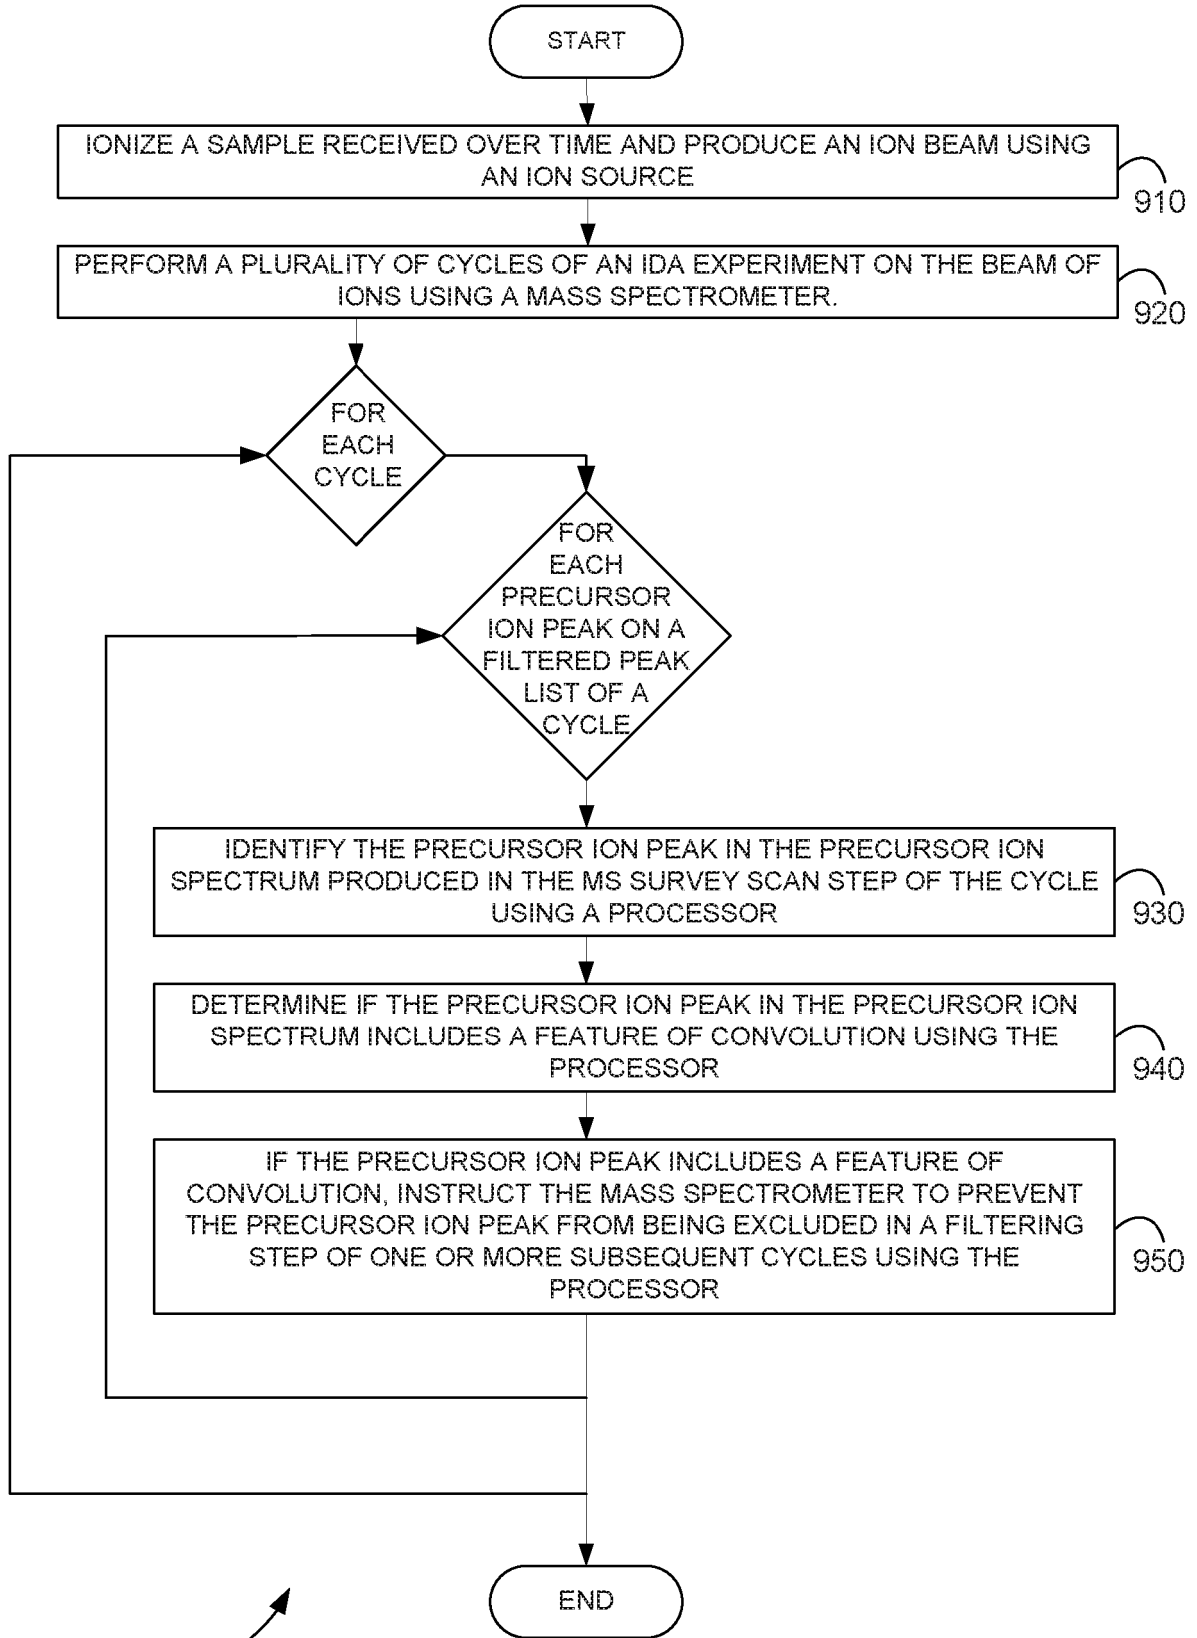 START
IONIZE A SAMPLE RECEIVED OVER TIME AND PRODUCE AN ION BEAM USING
AN ION SOURCE
910
PERFORM A PLURALITY OF CYCLES OF AN IDA EXPERIMENT ON THE BEAM OF
IONS USING A MASS SPECTROMETER.
920
FOR
EACH
CYCLE
FOR
EACH
PRECURSOR
ION PEAK ON A
FILTERED PEAK
LIST OF A
CYCLE
IDENTIFY THE PRECURSOR ION PEAK IN THE PRECURSOR ION
SPECTRUM PRODUCED IN THE MS SURVEY SCAN STEP OF THE CYCLE
USING A PROCESSOR
930
DETERMINE IF THE PRECURSOR ION PEAK IN THE PRECURSOR ION
SPECTRUM INCLUDES A FEATURE OF CONVOLUTION USING THE
PROCESSOR
940
IF THE PRECURSOR ION PEAK INCLUDES A FEATURE OF
CONVOLUTION, INSTRUCT THE MASS SPECTROMETER TO PREVENT
THE PRECURSOR ION PEAK FROM BEING EXCLUDED IN A FILTERING
STEP OF ONE OR MORE SUBSEQUENT CYCLES USING THE
PROCESSOR
950
END